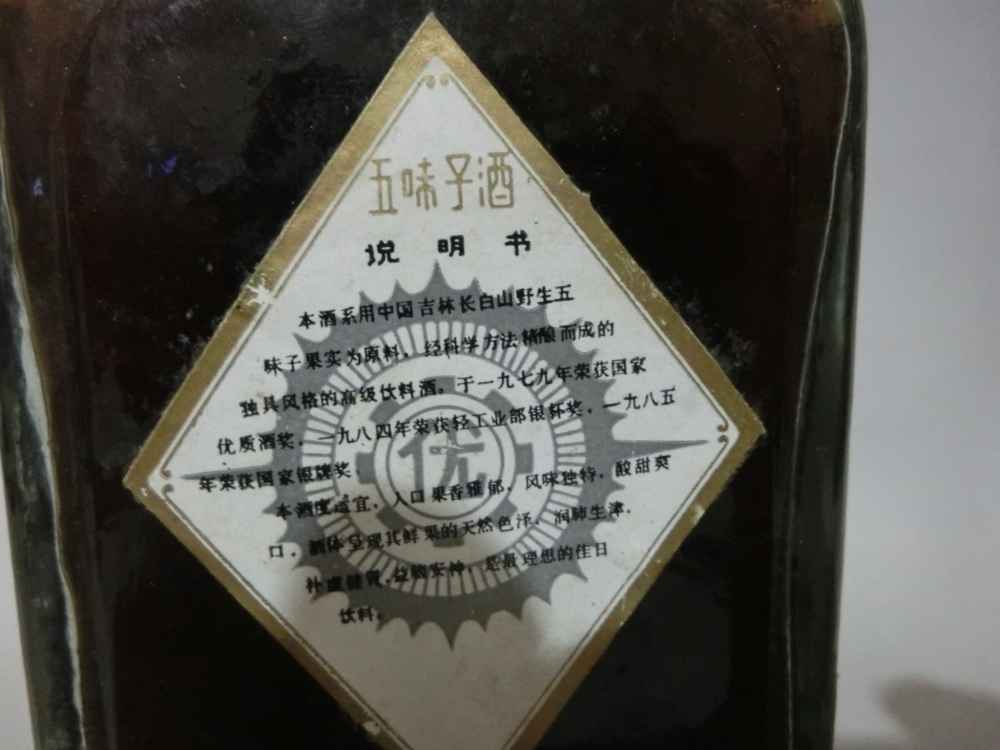 五味子酒
说明书
本酒系用中国吉林长白山野生五
味子果实为原料，经科学方法精酿而成的
独具风格的高级饮料酒。于一九七九年荣获国家
优质酒奖，一九八四年荣获轻工业部银杯奖，一九八五
年荣获国家银牌奖
本酒度适宜，入口果香雅郁，风味独特，酸甜爽
口，酒体呈现其鲜果的天然色泽，润肺生津，
补虚健胃，益脑安神，是最理想的佳日
饮料。
优